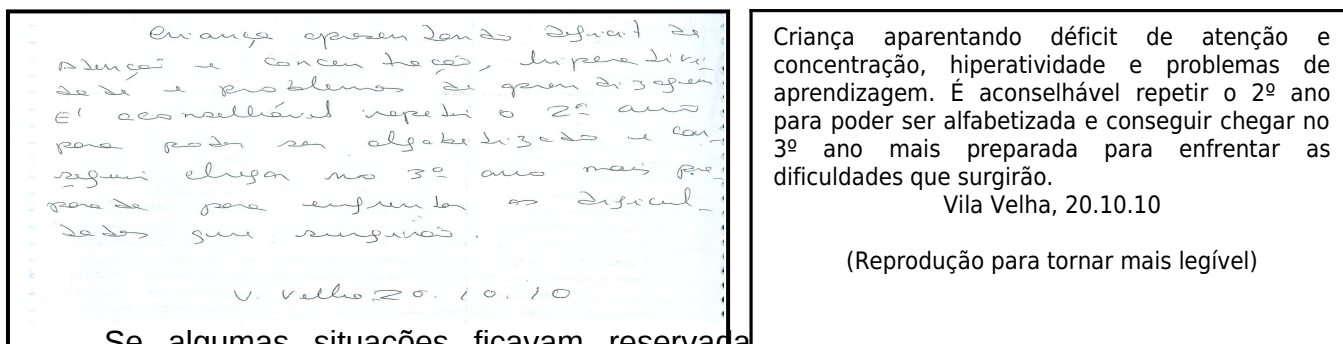 criança apresentando deficit de
atenção e concentração, hiperativi
dade e problemas de aprendizagem
E' aconselhável repetir o 2º ano
para poder ser alfabetizada e con-
seguir chegar no 3º ano mais pre
parada para enfrentar as dificul-
dades que surgirão.
V. Velha 20.10.10
Criança aparentando déficit de atenção e
concentração, hiperatividade e problemas de
aprendizagem. É aconselhável repetir o 2º ano
para poder ser alfabetizada e conseguir chegar no
3º ano mais preparada para enfrentar as
dificuldades que surgirão.
Vila Velha, 20.10.10
(Reprodução para tornar mais legível)
Se algumas situações ficavam reservada